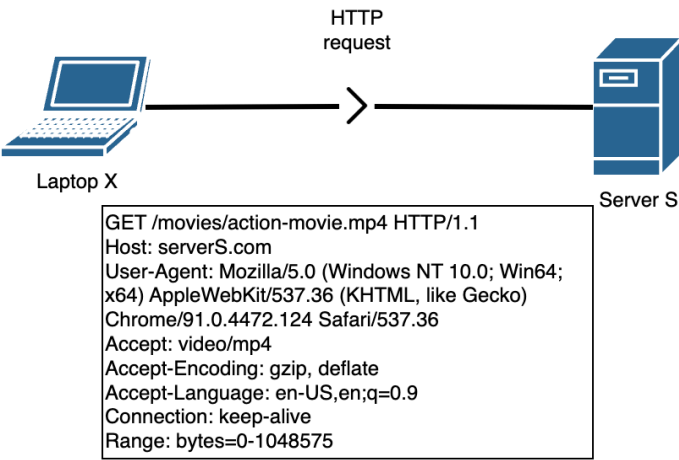 HTTP
request
Laptop X
Server S
GET /movies/action-movie.mp4 HTTP/1.1
Host: serverS.com
User-Agent: Mozilla/5.0 (Windows NT 10.0; Win64;
x64) AppleWebKit/537.36 (KHTML, like Gecko)
Chrome/91.0.4472.124 Safari/537.36
Accept: video/mp4
Accept-Encoding: gzip, deflate
Accept-Language: en-US,en;q=0.9
Connection: keep-alive
Range: bytes=0-1048575